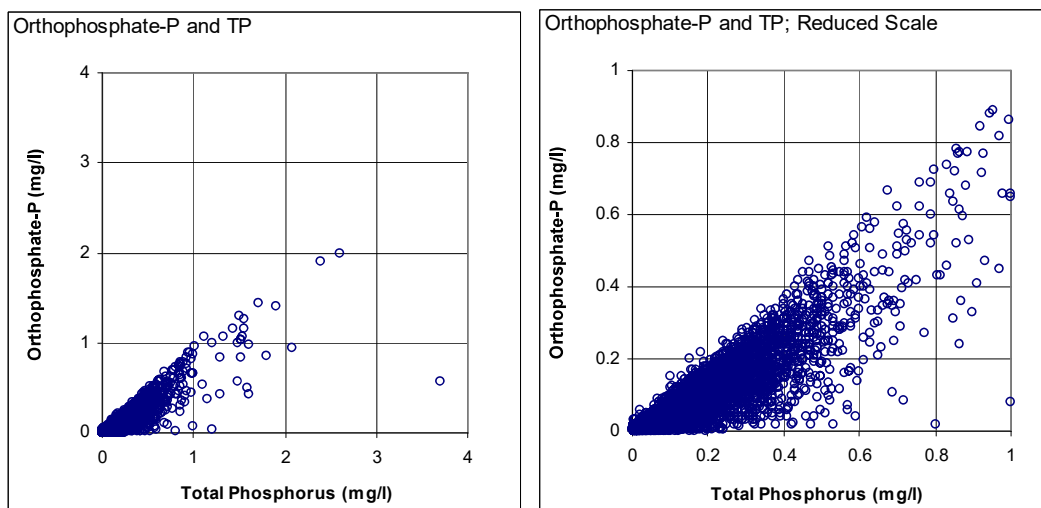 Orthophosphate-P and TP
4
3
2
1
0
0 1 2 3 4
Orthophosphate-P (mg/l)
Total Phosphorus (mg/l)
Orthophosphate-P and TP; Reduced Scale
1
0.8
0.6
0.4
0.2
0
0 0.2 0.4 0.6 0.8 1
Orthophosphate-P (mg/l)
Total Phosphorus (mg/l)